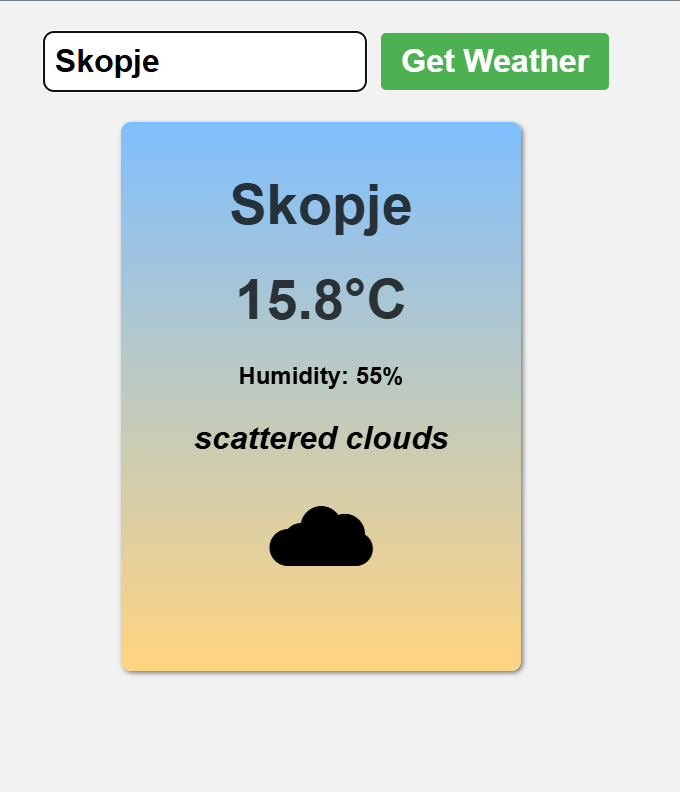 Skopje Get Weather
Skopje
15.8°C
Humidity: 55%
scattered clouds